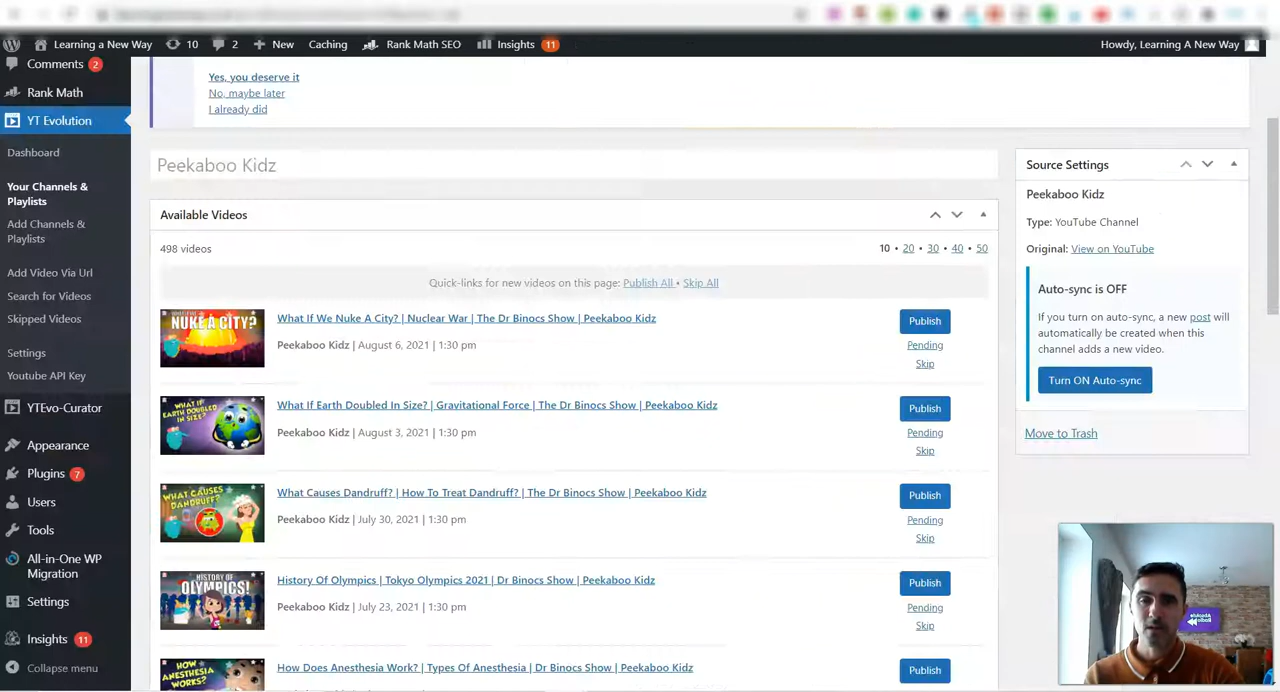 Learning a New Way 10 2 New Caching Rank Math SEO Insights 11 Howdy, Learning A New Way
Comments 2
Rank Math
YT Evolution
Dashboard
Your Channels &
Playlists
Add Channels &
Playlists
Add Video Via Url
Search for Videos
Skipped Videos
Settings
Youtube API Key
YTEvo-Curator
Appearance
Plugins 7
Users
Tools
All-in-One WP
Migration
Settings
Insights 11
Collapse menu
Yes, you deserve it
No, maybe later
I already did
Peekaboo Kidz
Available Videos
498 videos 10 • 20 • 30 • 40 • 50
Quick-links for new videos on this page: Publish All • Skip All
NUKE A CITY?
What If We Nuke A City? | Nuclear War | The Dr Binocs Show | Peekaboo Kidz
Peekaboo Kidz | August 6, 2021 | 1:30 pm
Publish
Pending
Skip
WHAT IF
EARTH DOUBLED
IN SIZE?
What If Earth Doubled In Size? | Gravitational Force | The Dr Binocs Show | Peekaboo Kidz
Peekaboo Kidz | August 3, 2021 | 1:30 pm
Publish
Pending
Skip
WHAT CAUSES
DANDRUFF?
What Causes Dandruff? | How To Treat Dandruff? | The Dr Binocs Show | Peekaboo Kidz
Peekaboo Kidz | July 30, 2021 | 1:30 pm
Publish
Pending
Skip
HISTORY OF
OLYMPICS!
History Of Olympics | Tokyo Olympics 2021 | Dr Binocs Show | Peekaboo Kidz
Peekaboo Kidz | July 23, 2021 | 1:30 pm
Publish
Pending
Skip
HOW
ANESTHESIA
WORKS?
How Does Anesthesia Work? | Types Of Anesthesia | Dr Binocs Show | Peekaboo Kidz
Publish
Source Settings
Peekaboo Kidz
Type: YouTube Channel
Original: View on YouTube
Auto-sync is OFF
If you turn on auto-sync, a new post will
automatically be created when this
channel adds a new video.
Turn ON Auto-sync
Move to Trash